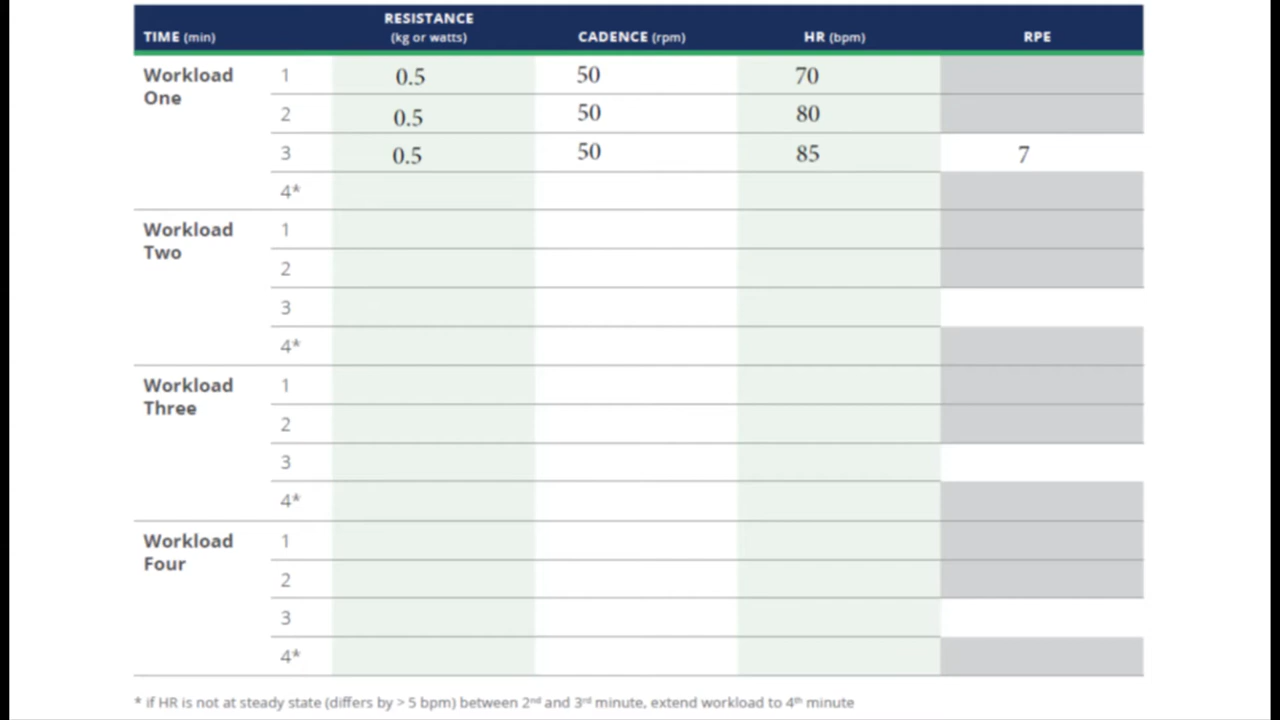 TIME (min) RESISTANCE (kg or watts) CADENCE (rpm) HR (bpm) RPE
Workload One 1 0.5 50 70
2 0.5 50 80
3 0.5 50 85 7
4*
Workload Two 1
2
3
4*
Workload Three 1
2
3
4*
Workload Four 1
2
3
4*
* if HR is not at steady state (differs by > 5 bpm) between 2nd and 3rd minute, extend workload to 4th minute